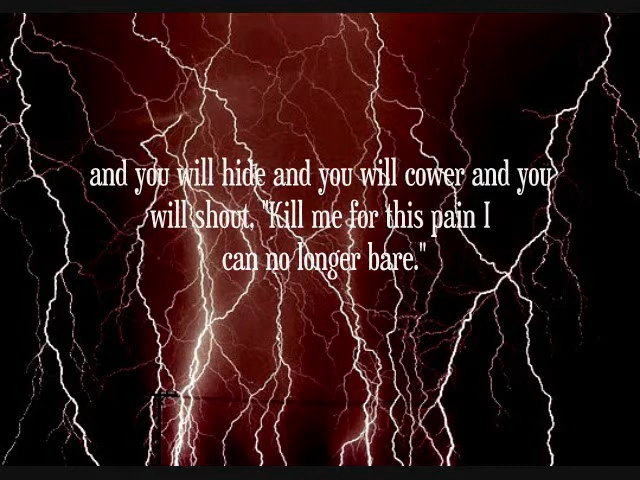 and you will hide and you will cower and you
will shout, "Kill me for this pain I
can no longer bare."